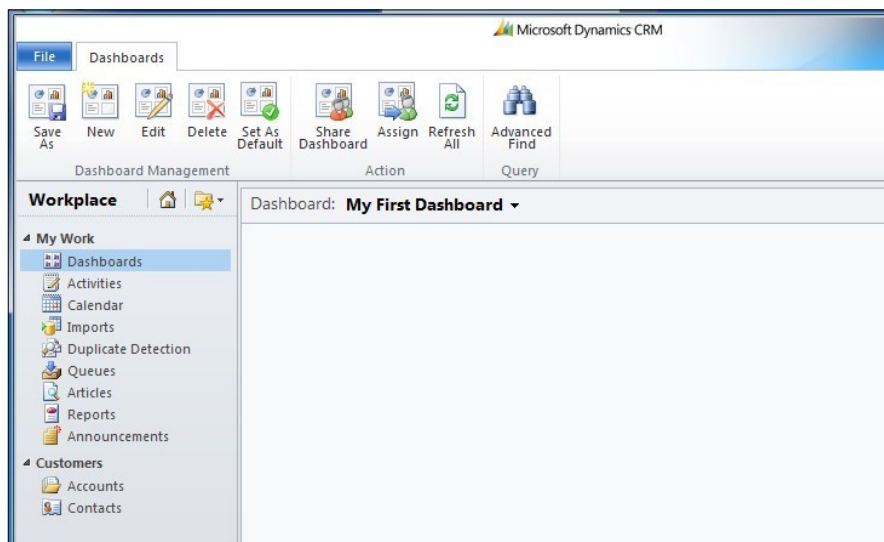 Microsoft Dynamics CRM
File Dashboards
Save As New Edit Delete Set As Default Share Dashboard Assign Refresh All Advanced Find
Dashboard Management Action Query
Workplace
Dashboard: My First Dashboard
My Work
Dashboards
Activities
Calendar
Imports
Duplicate Detection
Queues
Articles
Reports
Announcements
Customers
Accounts
Contacts